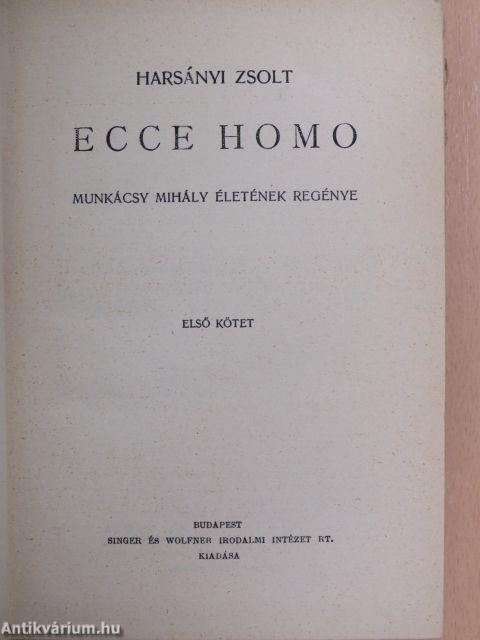 HARSÁNYI ZSOLT
ECCE HOMO
MUNKÁCSY MIHÁLY ÉLETÉNEK REGÉNYE
ELSŐ KÖTET
BUDAPEST
SINGER ÉS WOLFNER IRODALMI INTÉZET RT.
KIADÁSA
Antikvárium.hu